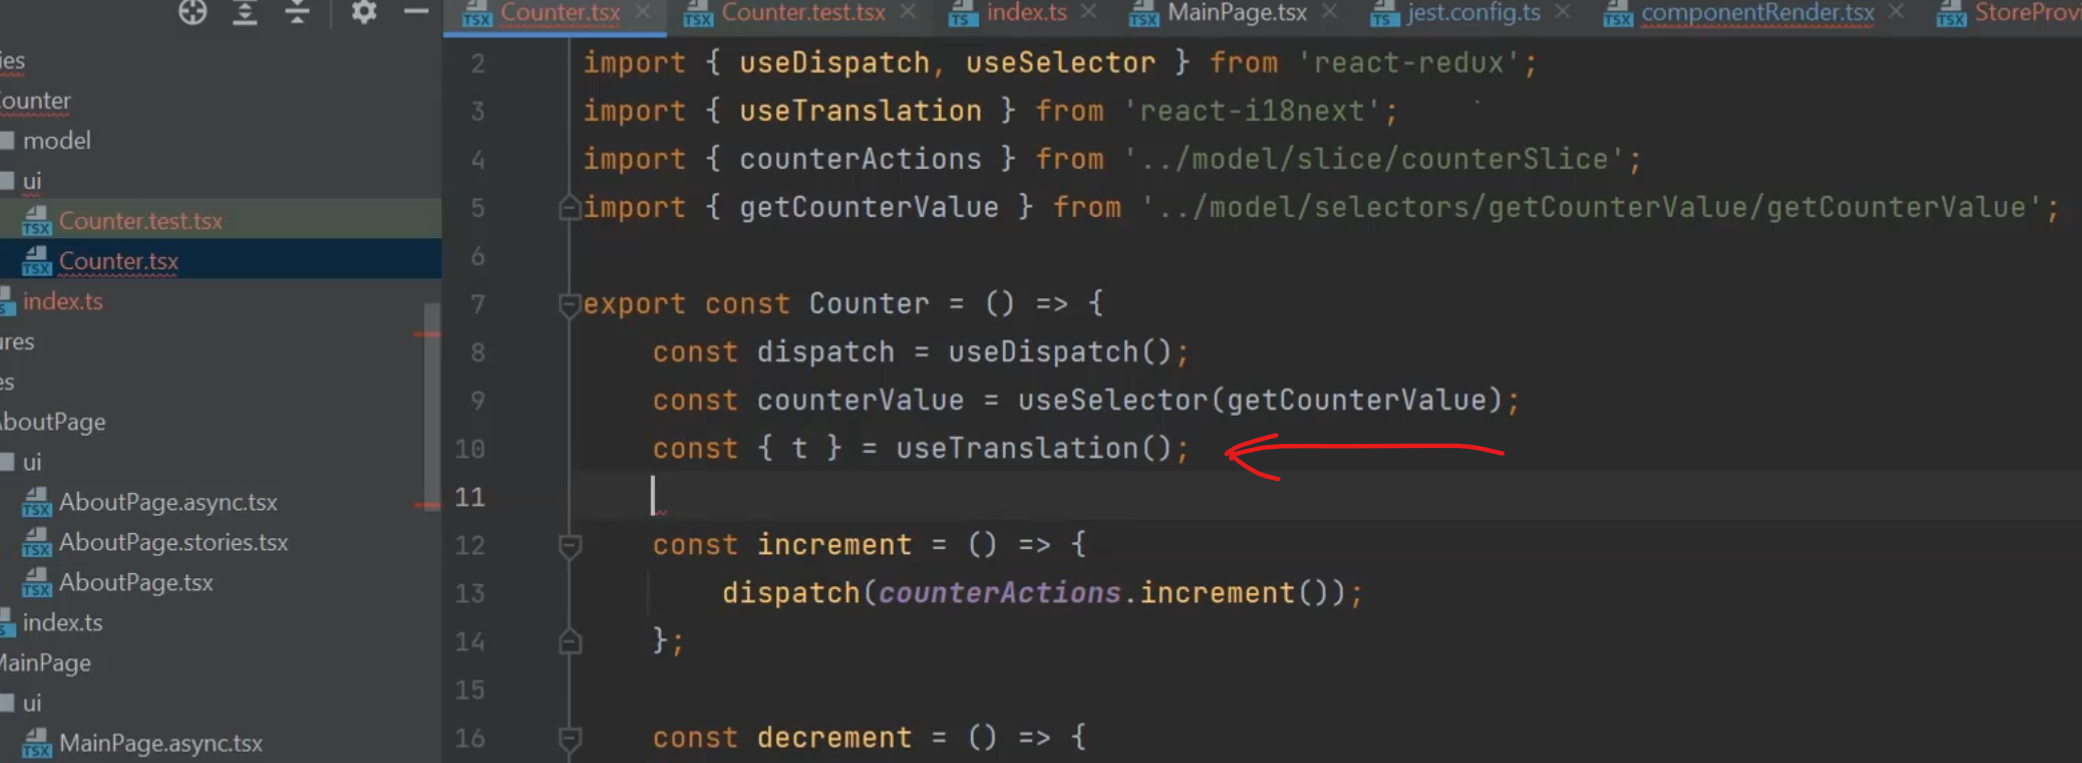 Counter.tsx Counter.test.tsx index.ts MainPage.tsx jest.config.ts componentRender.tsx StoreProvi
ies
Counter
model
ui
Counter.test.tsx
Counter.tsx
index.ts
ures
es
AboutPage
ui
AboutPage.async.tsx
AboutPage.stories.tsx
AboutPage.tsx
index.ts
MainPage
ui
MainPage.async.tsx
2 import { useDispatch, useSelector } from 'react-redux';
3 import { useTranslation } from 'react-i18next';
4 import { counterActions } from '../model/slice/counterSlice';
5 import { getCounterValue } from '../model/selectors/getCounterValue/getCounterValue';
6
7 export const Counter = () => {
8 const dispatch = useDispatch();
9 const counterValue = useSelector(getCounterValue);
10 const { t } = useTranslation();
11
12 const increment = () => {
13 dispatch(counterActions.increment());
14 };
15
16 const decrement = () => {